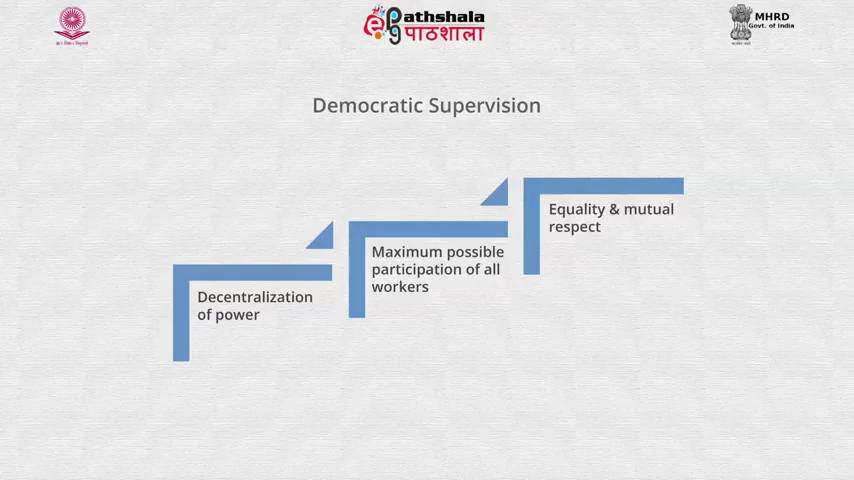 ePathshala
पाठशाला
MHRD
Govt. of India
Democratic Supervision
Decentralization
of power
Maximum possible
participation of all
workers
Equality & mutual
respect